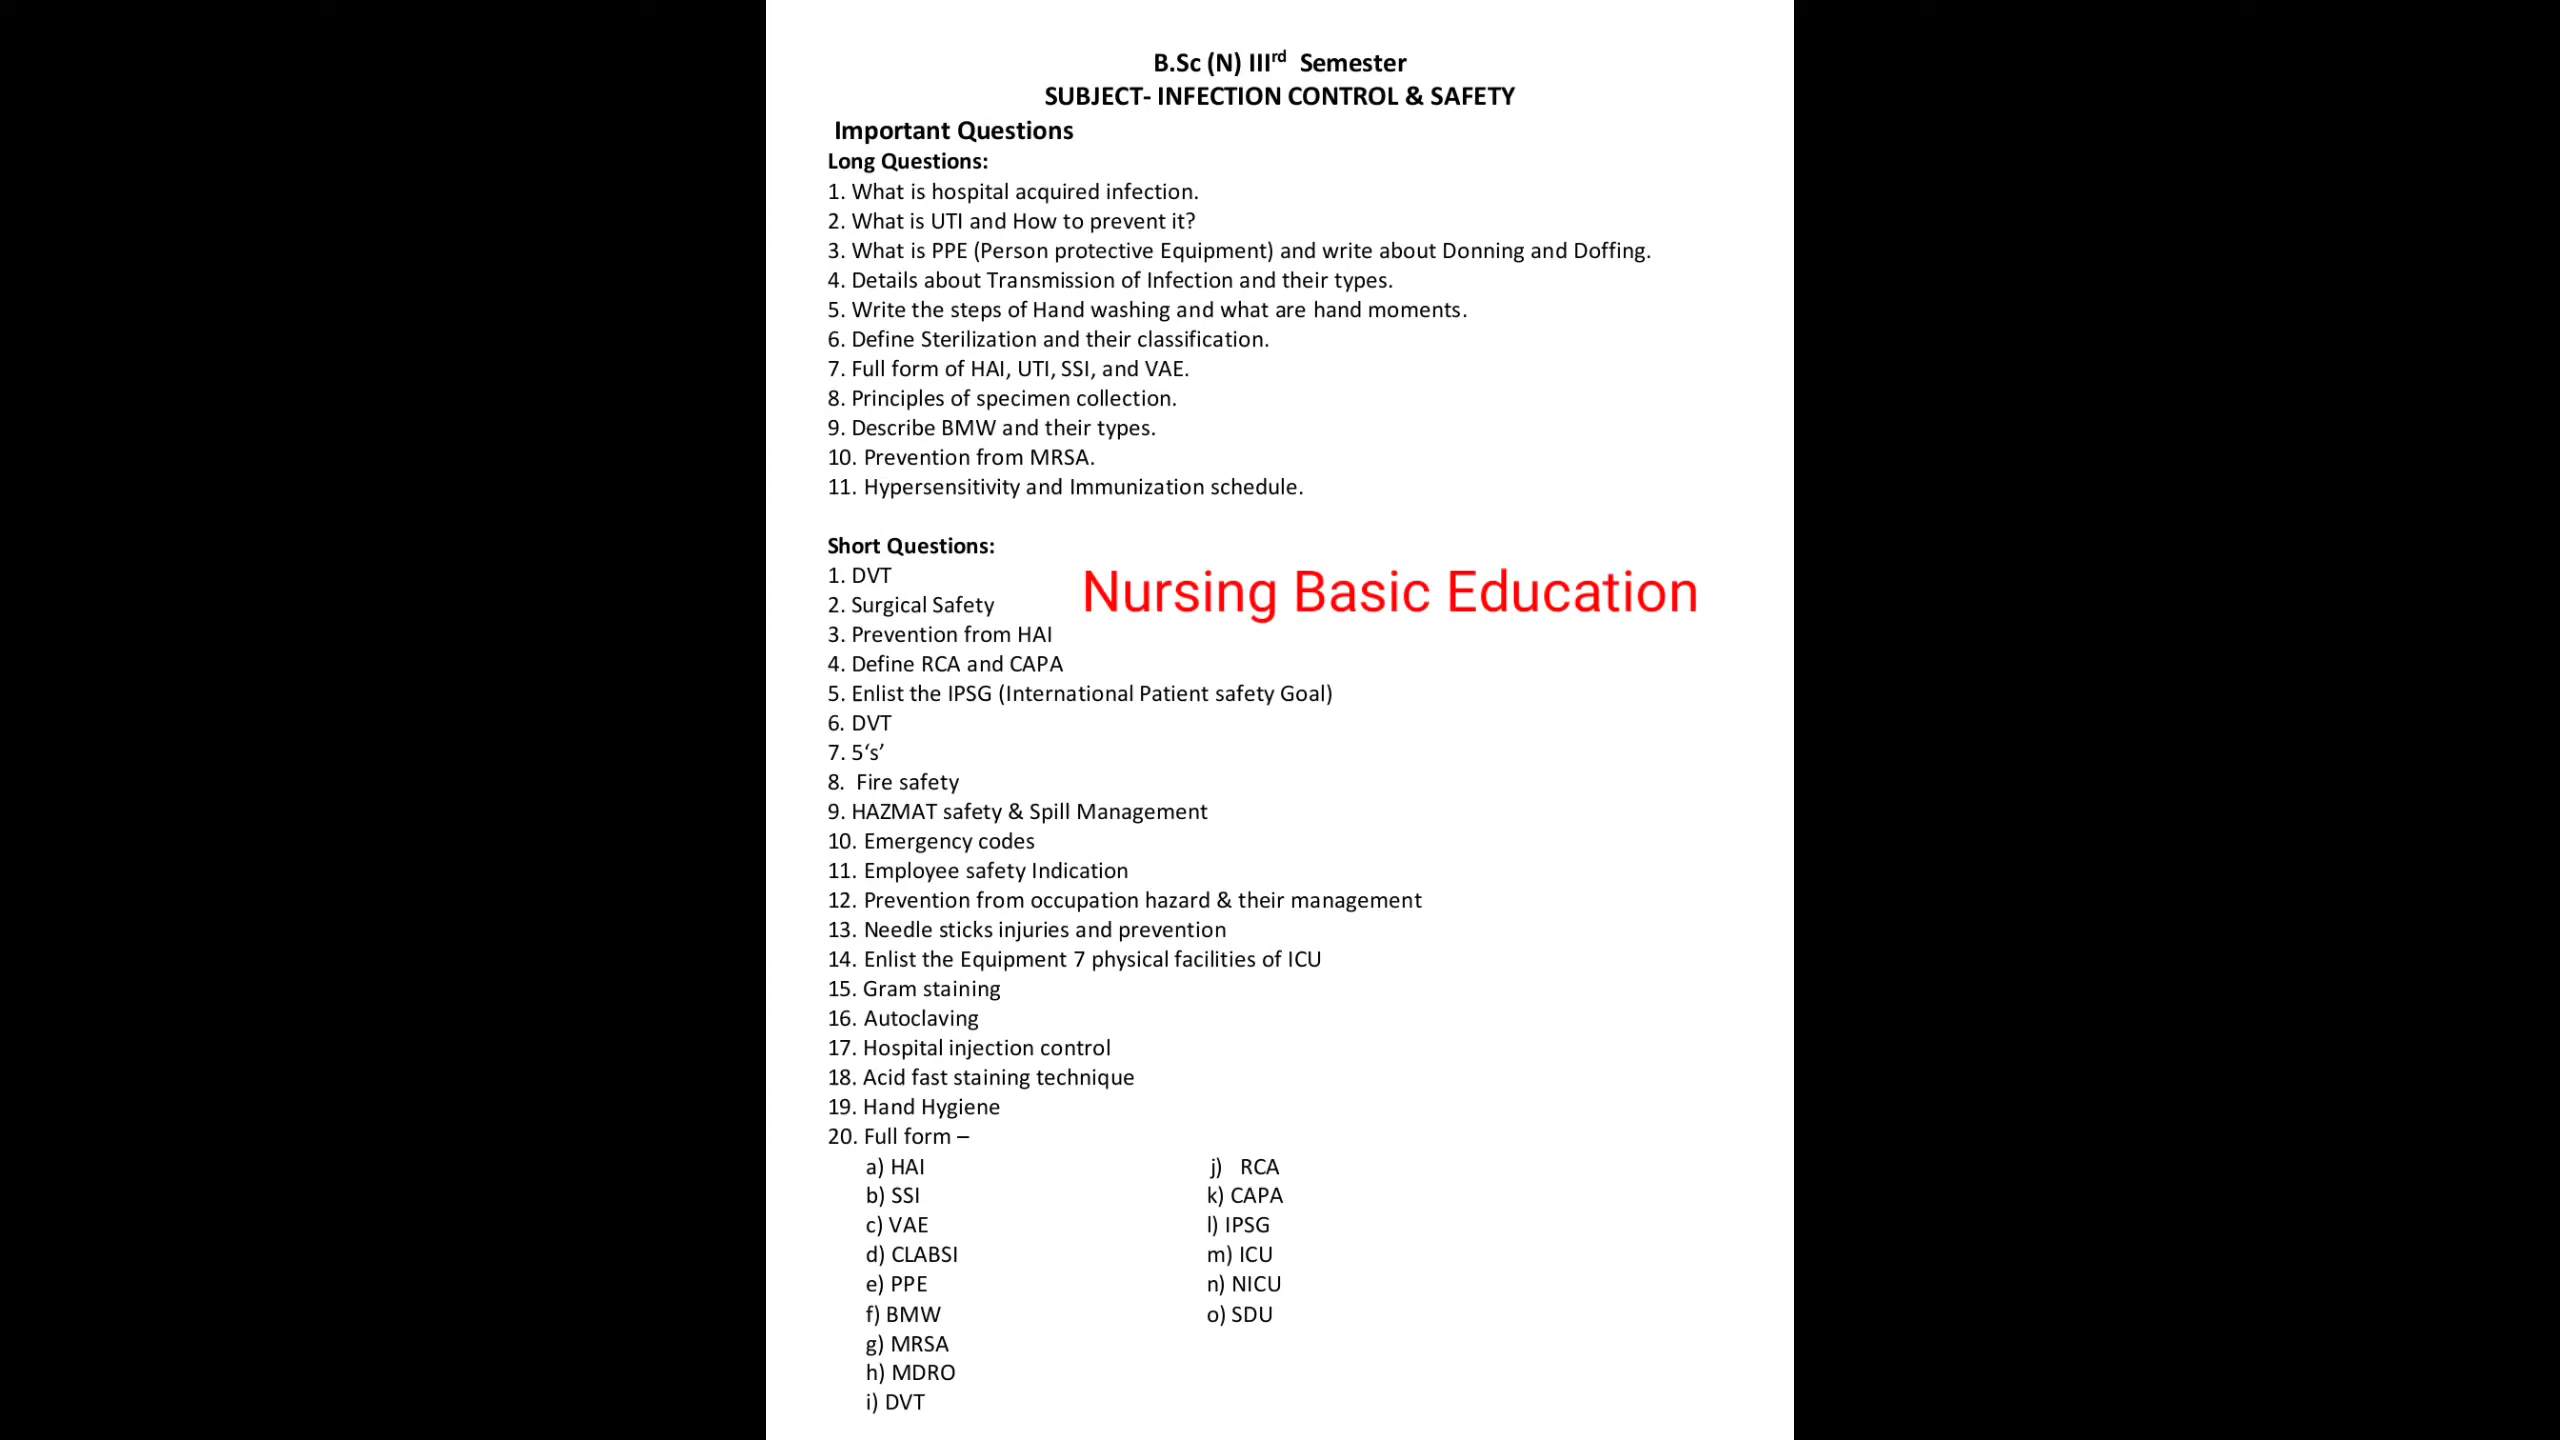 B.Sc (N) IIIrd Semester
SUBJECT- INFECTION CONTROL & SAFETY
Important Questions
Long Questions:
1. What is hospital acquired infection.
2. What is UTI and How to prevent it?
3. What is PPE (Person protective Equipment) and write about Donning and Doffing.
4. Details about Transmission of Infection and their types.
5. Write the steps of Hand washing and what are hand moments.
6. Define Sterilization and their classification.
7. Full form of HAI, UTI, SSI, and VAE.
8. Principles of specimen collection.
9. Describe BMW and their types.
10. Prevention from MRSA.
11. Hypersensitivity and Immunization schedule.
Short Questions:
1. DVT
Nursing Basic Education
2. Surgical Safety
3. Prevention from HAI
4. Define RCA and CAPA
5. Enlist the IPSG (International Patient safety Goal)
6. DVT
7. 5‘s’
8. Fire safety
9. HAZMAT safety & Spill Management
10. Emergency codes
11. Employee safety Indication
12. Prevention from occupation hazard & their management
13. Needle sticks injuries and prevention
14. Enlist the Equipment 7 physical facilities of ICU
15. Gram staining
16. Autoclaving
17. Hospital injection control
18. Acid fast staining technique
19. Hand Hygiene
20. Full form –
a) HAI
b) SSI
c) VAE
d) CLABSI
e) PPE
f) BMW
g) MRSA
h) MDRO
i) DVT
j) RCA
k) CAPA
l) IPSG
m) ICU
n) NICU
o) SDU